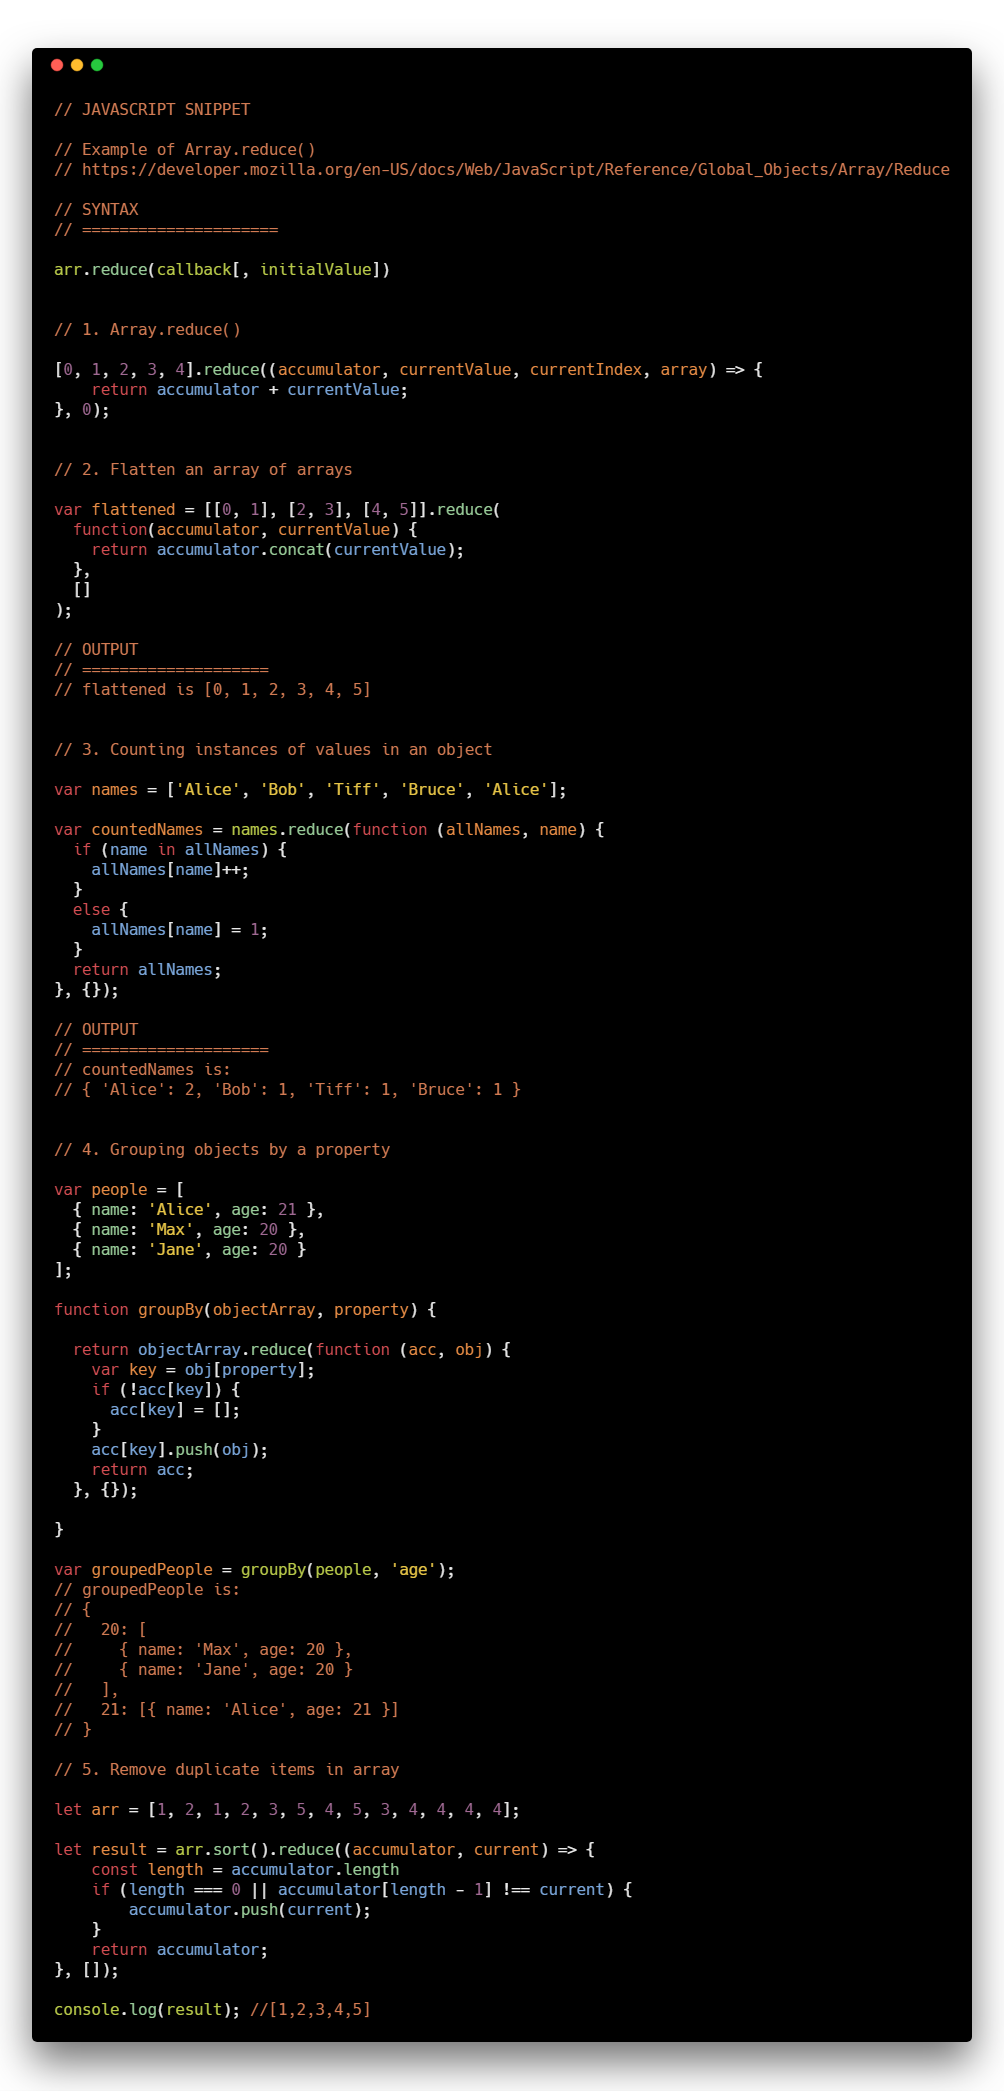 // JAVASCRIPT SNIPPET
// Example of Array.reduce()
// https://developer.mozilla.org/en-US/docs/Web/JavaScript/Reference/Global_Objects/Array/Reduce
// SYNTAX
// =====================
arr.reduce(callback[, initialValue])
// 1. Array.reduce()
[0, 1, 2, 3, 4].reduce((accumulator, currentValue, currentIndex, array) => {
    return accumulator + currentValue;
}, 0);
// 2. Flatten an array of arrays
var flattened = [[0, 1], [2, 3], [4, 5]].reduce(
  function(accumulator, currentValue) {
    return accumulator.concat(currentValue);
  },
  []
);
// OUTPUT
// ====================
// flattened is [0, 1, 2, 3, 4, 5]
// 3. Counting instances of values in an object
var names = ['Alice', 'Bob', 'Tiff', 'Bruce', 'Alice'];
var countedNames = names.reduce(function (allNames, name) {
  if (name in allNames) {
    allNames[name]++;
  }
  else {
    allNames[name] = 1;
  }
  return allNames;
}, {});
// OUTPUT
// ====================
// countedNames is:
// { 'Alice': 2, 'Bob': 1, 'Tiff': 1, 'Bruce': 1 }
// 4. Grouping objects by a property
var people = [
  { name: 'Alice', age: 21 },
  { name: 'Max', age: 20 },
  { name: 'Jane', age: 20 }
];
function groupBy(objectArray, property) {
  return objectArray.reduce(function (acc, obj) {
    var key = obj[property];
    if (!acc[key]) {
      acc[key] = [];
    }
    acc[key].push(obj);
    return acc;
  }, {});
}
var groupedPeople = groupBy(people, 'age');
// groupedPeople is:
// {
//   20: [
//     { name: 'Max', age: 20 },
//     { name: 'Jane', age: 20 }
//   ],
//   21: [{ name: 'Alice', age: 21 }]
// }
// 5. Remove duplicate items in array
let arr = [1, 2, 1, 2, 3, 5, 4, 5, 3, 4, 4, 4, 4];
let result = arr.sort().reduce((accumulator, current) => {
    const length = accumulator.length
    if (length === 0 || accumulator[length - 1] !== current) {
        accumulator.push(current);
    }
    return accumulator;
}, []);
console.log(result); //[1,2,3,4,5]